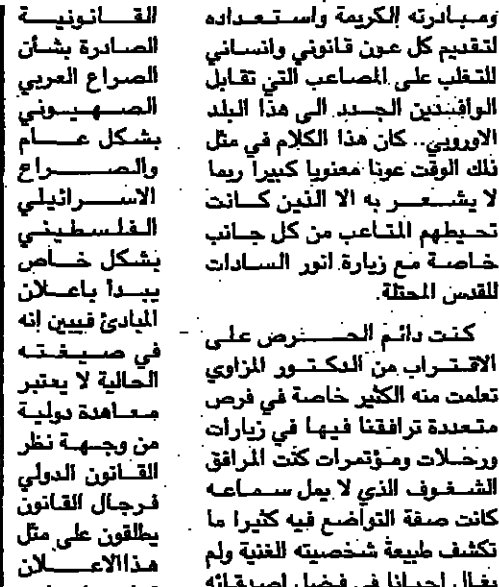 ومبادرته الكريمة واستعداده
لتقديم كل عون قانوني وانساني
للتغلب على المصاعب التي تقابل
الوافدين الجدد الى هذا البلد
الاوروبي.. كان هذا الكلام في مثل
ذلك الوقت عونا معنويا كبيرا ربما
لا يشعر به الا الذين كانت
تحيطهم المتاعب من كل جانب
خاصة مع زيارة انور السادات
للقدس المحتلة.
كنت دائم الحرص على
الاقتراب من الدكتور المزاوي
تعلمت منه الكثير خاصة في فرص
متعددة ترافقنا فيها في زيارات
ورحلات ومؤتمرات كنت المرافق
الشغوف الذي لا يمل سماعه
كانت صفة التواضع فيه كثيرا ما
تكشف طبيعة شخصيته الغنية ولم
احيانا في فضل اصدقائه
القانونية
الصادرة بشأن
الصراع العربي
الصهيوني
بشكل عام
والصراع
الاسرائيلي
الفلسطيني
بشكل خاص
يبدأ باعلان
المبادئ فيبين انه
في صيغته
الحالية لا يعتبر
معاهدة دولية
من وجهة نظر
القانون الدولي
فرجال القانون
يطلقون على مثل
هذاالاعلان